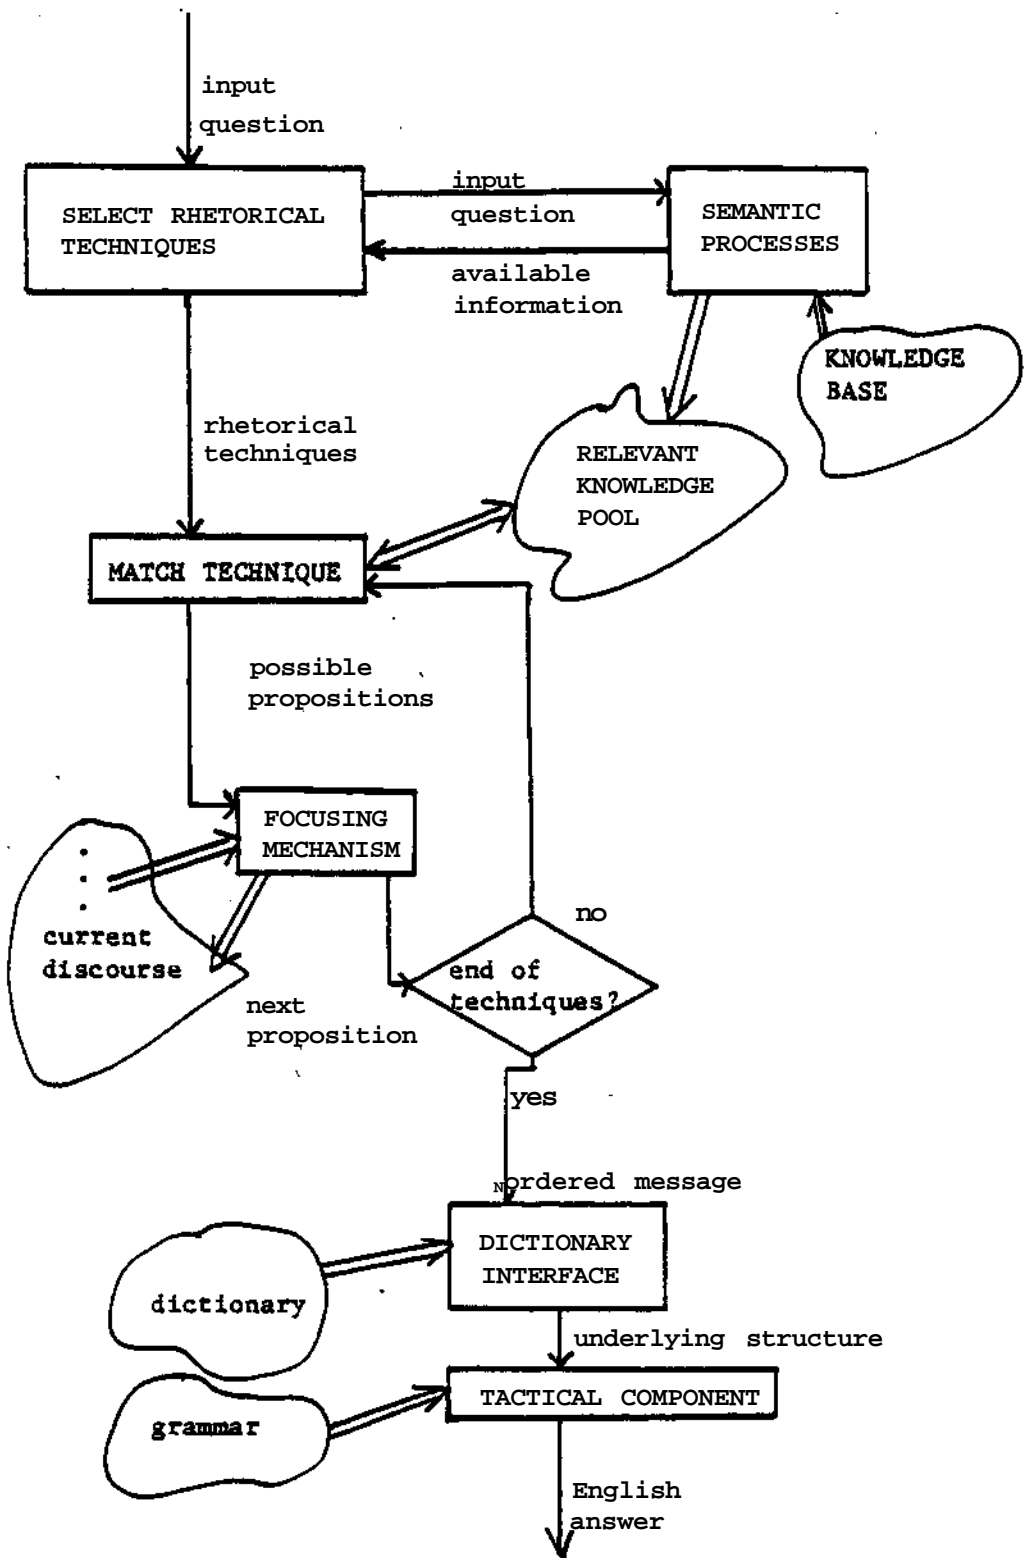 input
question
SELECT RHETORICAL
TECHNIQUES
input
question
SEMANTIC
PROCESSES
available
information
KNOWLEDGE
BASE
rhetorical
techniques
RELEVANT
KNOWLEDGE
POOL
MATCH TECHNIQUE
possible
propositions
FOCUSING
MECHANISM
current
discourse
no
end of
techniques?
next
proposition
yes
ordered message
DICTIONARY
INTERFACE
dictionary
underlying structure
TACTICAL COMPONENT
grammar
English
answer